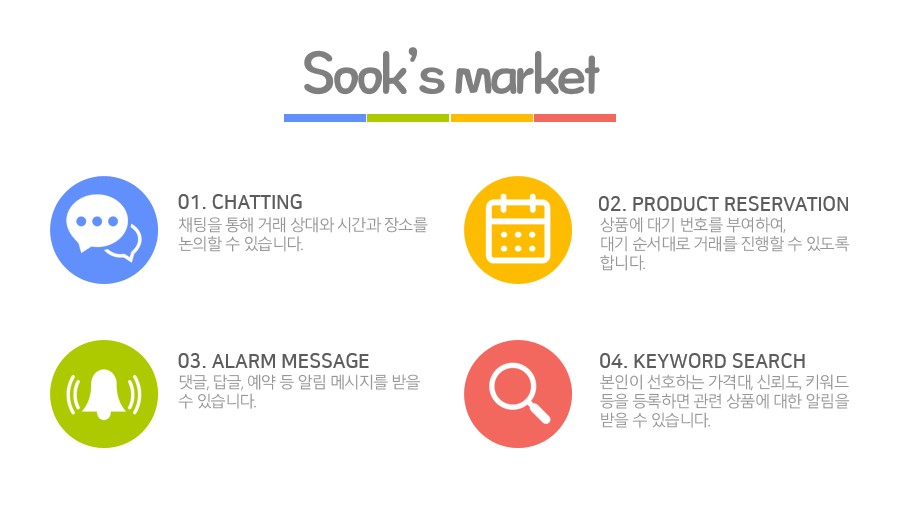 Sook's market
01. CHATTING
채팅을 통해 거래 상대와 시간과 장소를
논의할 수 있습니다.
02. PRODUCT RESERVATION
상품에 대기 번호를 부여하여,
대기 순서대로 거래를 진행할 수 있도록
합니다.
03. ALARM MESSAGE
댓글, 답글, 예약 등 알림 메시지를 받을
수 있습니다.
04. KEYWORD SEARCH
본인이 선호하는 가격대, 신뢰도, 키워드
등을 등록하면 관련 상품에 대한 알림을
받을 수 있습니다.